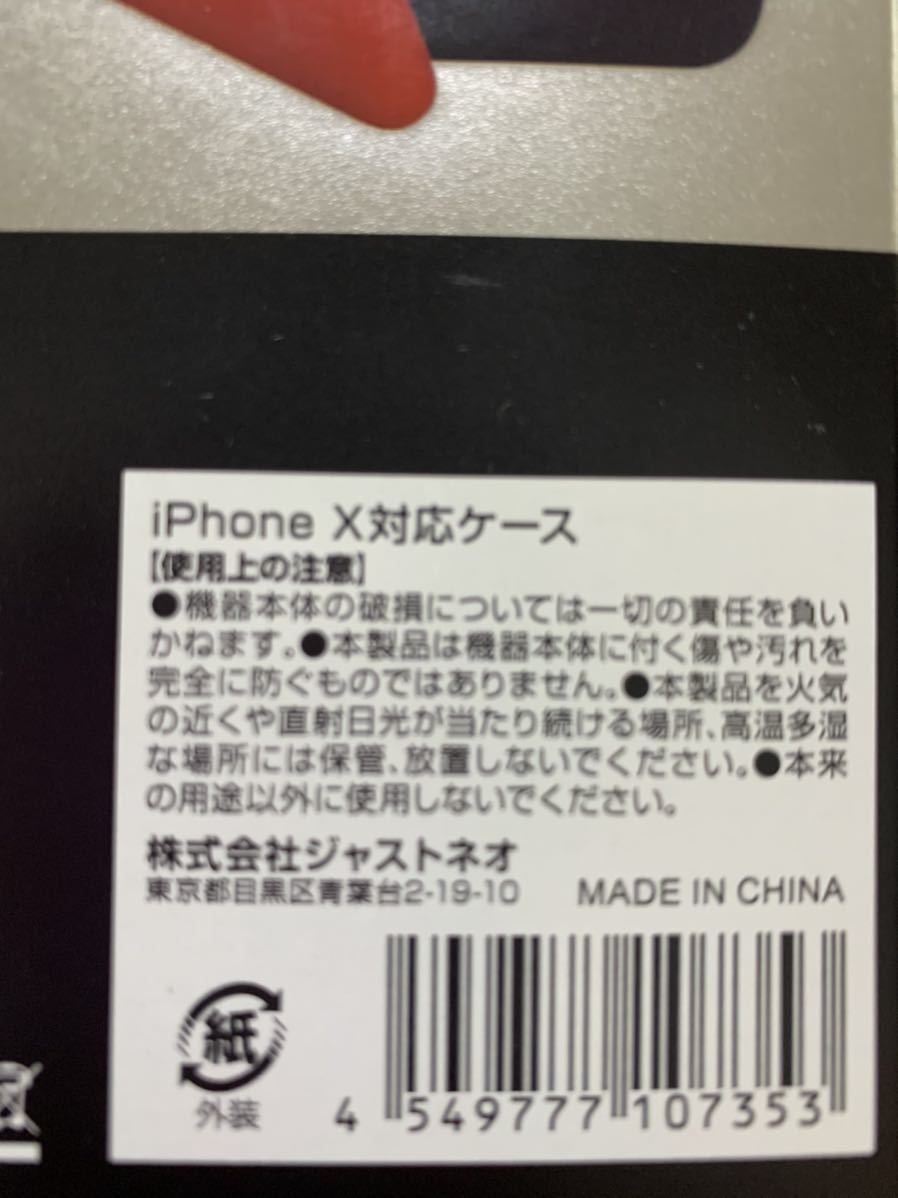 iPhone X対応ケース
【使用上の注意】
●機器本体の破損については一切の責任を負い
かねます。●本製品は機器本体に付く傷や汚れを
完全に防ぐものではありません。●本製品を火気
の近くや直射日光が当たり続ける場所、高温多湿
な場所には保管、放置しないでください。●本来
の用途以外に使用しないでください。
株式会社ジャストネオ
東京都目黒区青葉台2-19-10 MADE IN CHINA
紙
外装
4 549777 107353